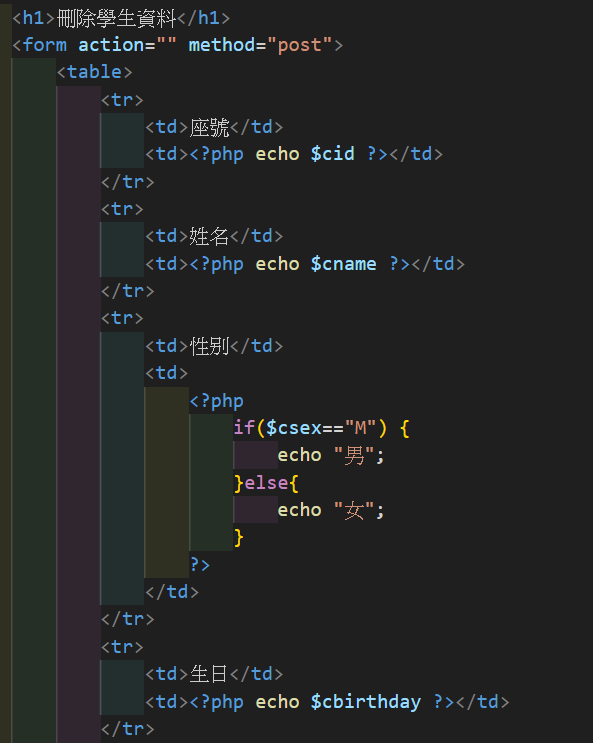 <h1>刪除學生資料</h1>
<form action="" method="post">
<table>
<tr>
<td>座號</td>
<td><?php echo $cid ?></td>
</tr>
<tr>
<td>姓名</td>
<td><?php echo $cname ?></td>
</tr>
<tr>
<td>性別</td>
<td>
<?php
if($csex=="M") {
echo "男";
}else{
echo "女";
}
?>
</td>
</tr>
<tr>
<td>生日</td>
<td><?php echo $cbirthday ?></td>
</tr>